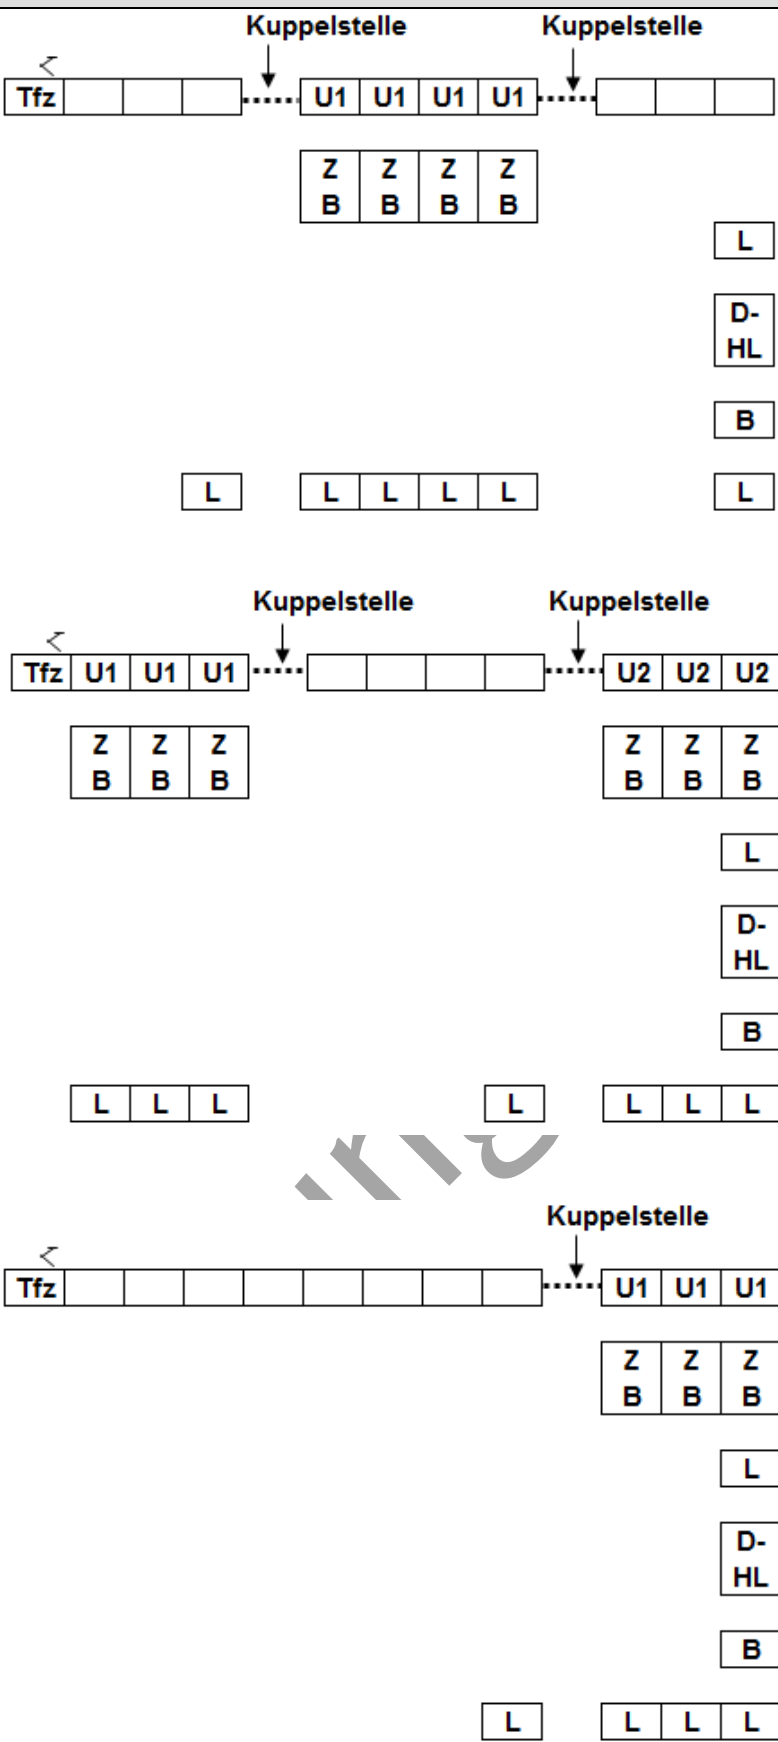 Kuppelstelle Kuppelstelle
Tfz U1 U1 U1 U1
Z Z Z Z
B B B B
L
D-
HL
B
L L L L L L
Kuppelstelle Kuppelstelle
Tfz U1 U1 U1 U2 U2 U2
Z Z Z Z Z Z
B B B B B B
L
D-
HL
B
L L L L L L L
Kuppelstelle
Tfz U1 U1 U1
Z Z Z
B B B
L
D-
HL
B
L L L L